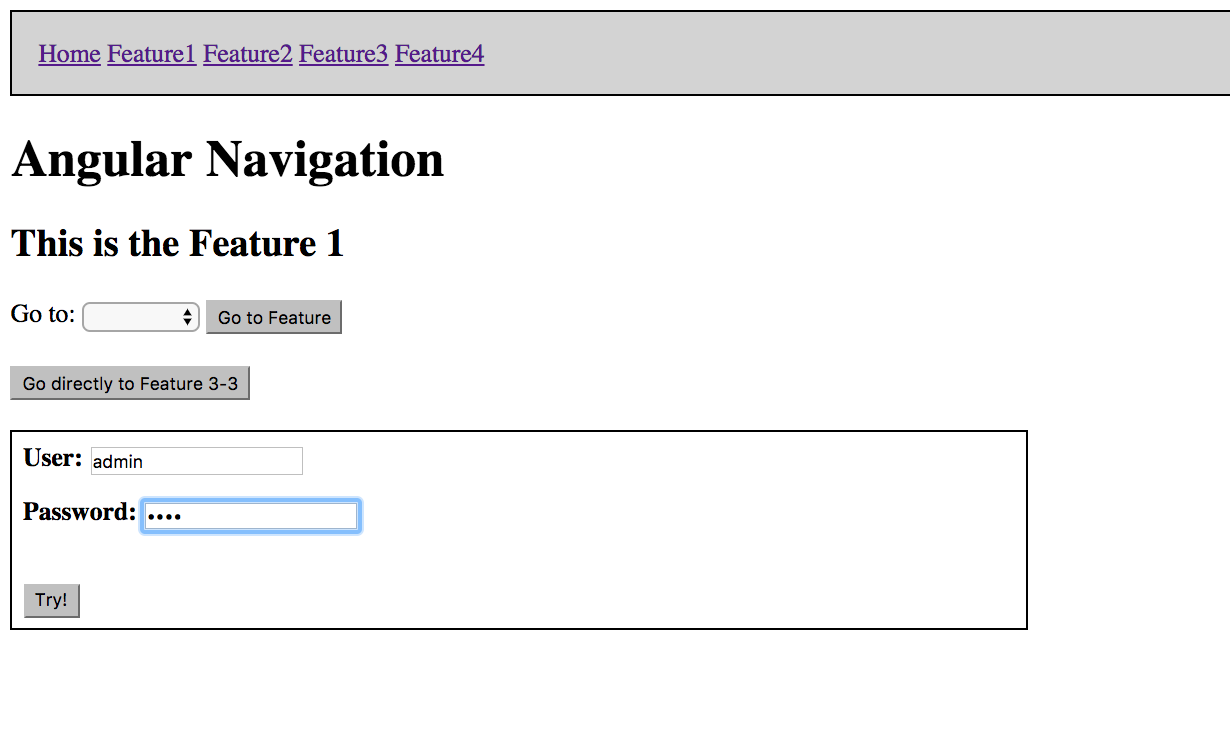 Home Feature1 Feature2 Feature3 Feature4
Angular Navigation
This is the Feature 1
Go to: Go to Feature
Go directly to Feature 3-3
User: admin
Password: ••••
Try!